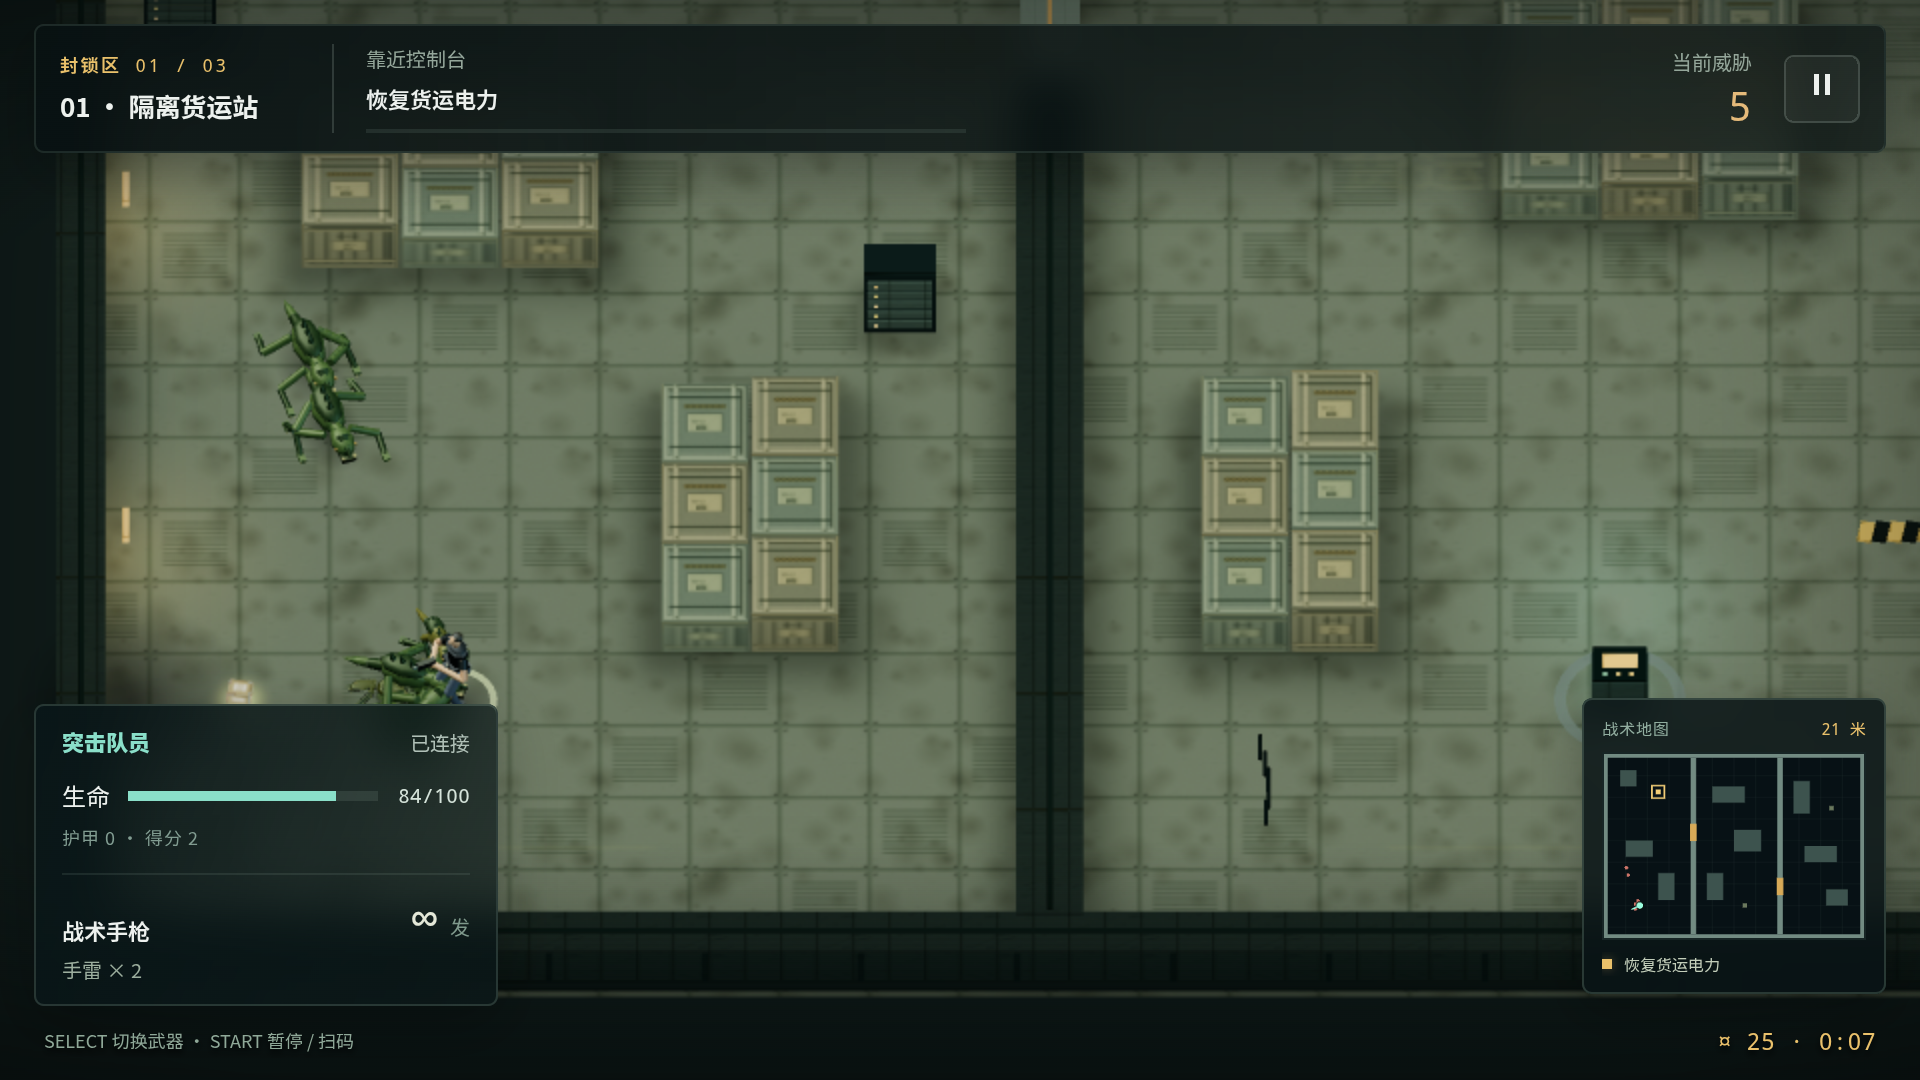 封锁区 01 / 03
01 · 隔离货运站
靠近控制台
恢复货运电力
当前威胁
5
突击队员 已连接
生命 84/100
护甲 0 · 得分 2
战术手枪 ∞ 发
手雷 × 2
战术地图 21 米
恢复货运电力
SELECT 切换武器 · START 暂停 / 扫码
¤ 25 · 0:07